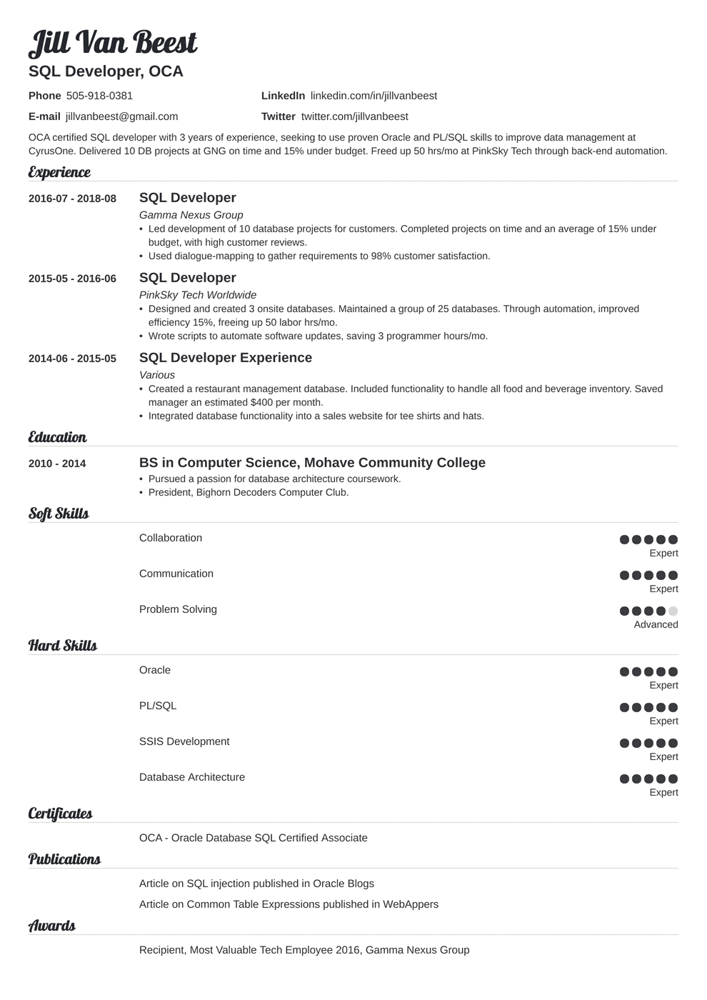 Jill Van Beest
SQL Developer, OCA
Phone 505-918-0381 LinkedIn linkedin.com/in/jillvanbeest
E-mail jillvanbeest@gmail.com Twitter twitter.com/jillvanbeest
OCA certified SQL developer with 3 years of experience, seeking to use proven Oracle and PL/SQL skills to improve data management at
CyrusOne. Delivered 10 DB projects at GNG on time and 15% under budget. Freed up 50 hrs/mo at PinkSky Tech through back-end automation.
Experience
2016-07 - 2018-08 SQL Developer
Gamma Nexus Group
• Led development of 10 database projects for customers. Completed projects on time and an average of 15% under
budget, with high customer reviews.
• Used dialogue-mapping to gather requirements to 98% customer satisfaction.
2015-05 - 2016-06 SQL Developer
PinkSky Tech Worldwide
• Designed and created 3 onsite databases. Maintained a group of 25 databases. Through automation, improved
efficiency 15%, freeing up 50 labor hrs/mo.
• Wrote scripts to automate software updates, saving 3 programmer hours/mo.
2014-06 - 2015-05 SQL Developer Experience
Various
• Created a restaurant management database. Included functionality to handle all food and beverage inventory. Saved
manager an estimated $400 per month.
• Integrated database functionality into a sales website for tee shirts and hats.
Education
2010 - 2014 BS in Computer Science, Mohave Community College
• Pursued a passion for database architecture coursework.
• President, Bighorn Decoders Computer Club.
Soft Skills
Collaboration
Expert
Communication
Expert
Problem Solving
Advanced
Hard Skills
Oracle
Expert
PL/SQL
Expert
SSIS Development
Expert
Database Architecture
Expert
Certificates
OCA - Oracle Database SQL Certified Associate
Publications
Article on SQL injection published in Oracle Blogs
Article on Common Table Expressions published in WebAppers
Awards
Recipient, Most Valuable Tech Employee 2016, Gamma Nexus Group